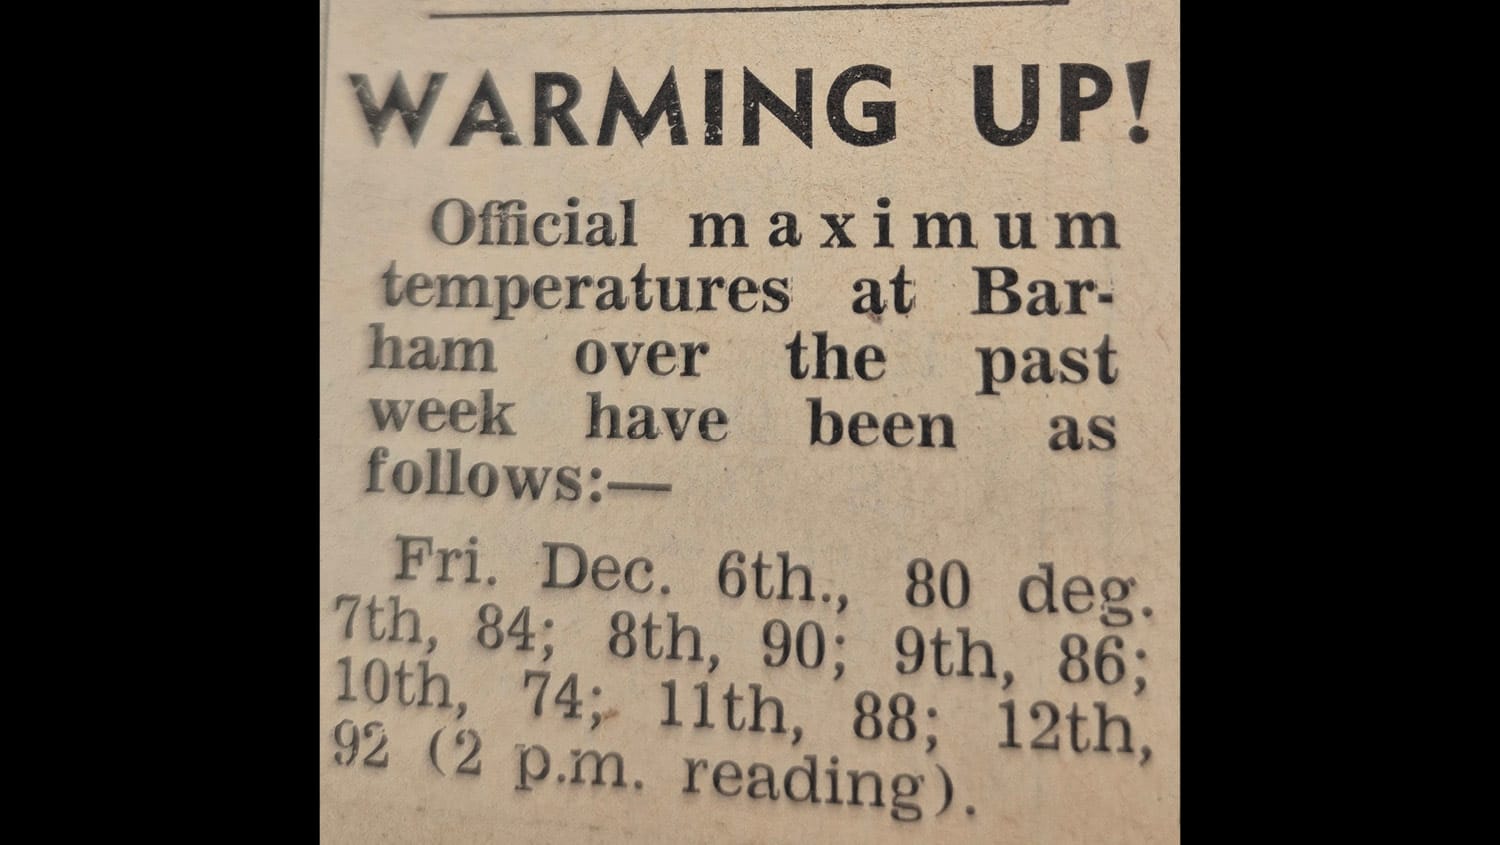 WARMING UP!
Official maximum
temperatures at Bar-
ham over the past
week have been as
follows:—
Fri. Dec. 6th., 80 deg.
7th, 84; 8th, 90; 9th, 86;
10th, 74; 11th, 88; 12th,
92 (2 p.m. reading).